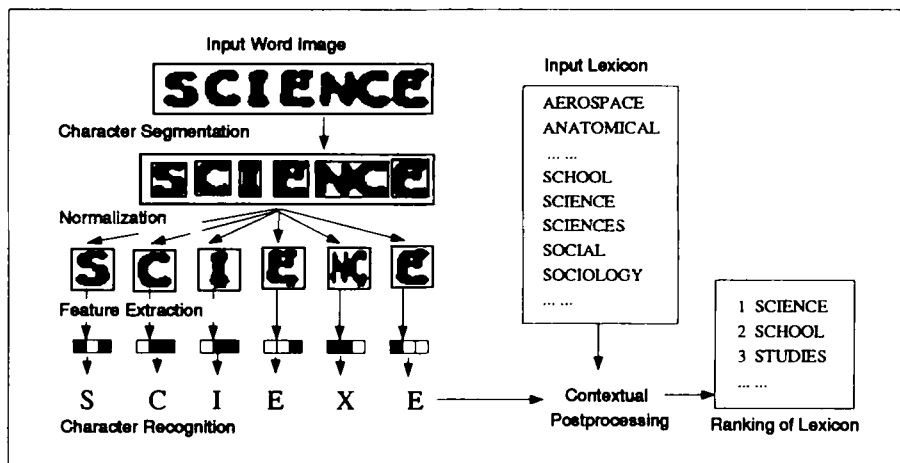 Input Word Image
SCIENCE
Character Segmentation
SCIENCE
Normalization
S C I E NC E
Feature Extraction
S C I E X E
Character Recognition
Input Lexicon
AEROSPACE
ANATOMICAL
... ...
SCHOOL
SCIENCE
SCIENCES
SOCIAL
SOCIOLOGY
... ...
Contextual
Postprocessing
1 SCIENCE
2 SCHOOL
3 STUDIES
... ...
Ranking of Lexicon